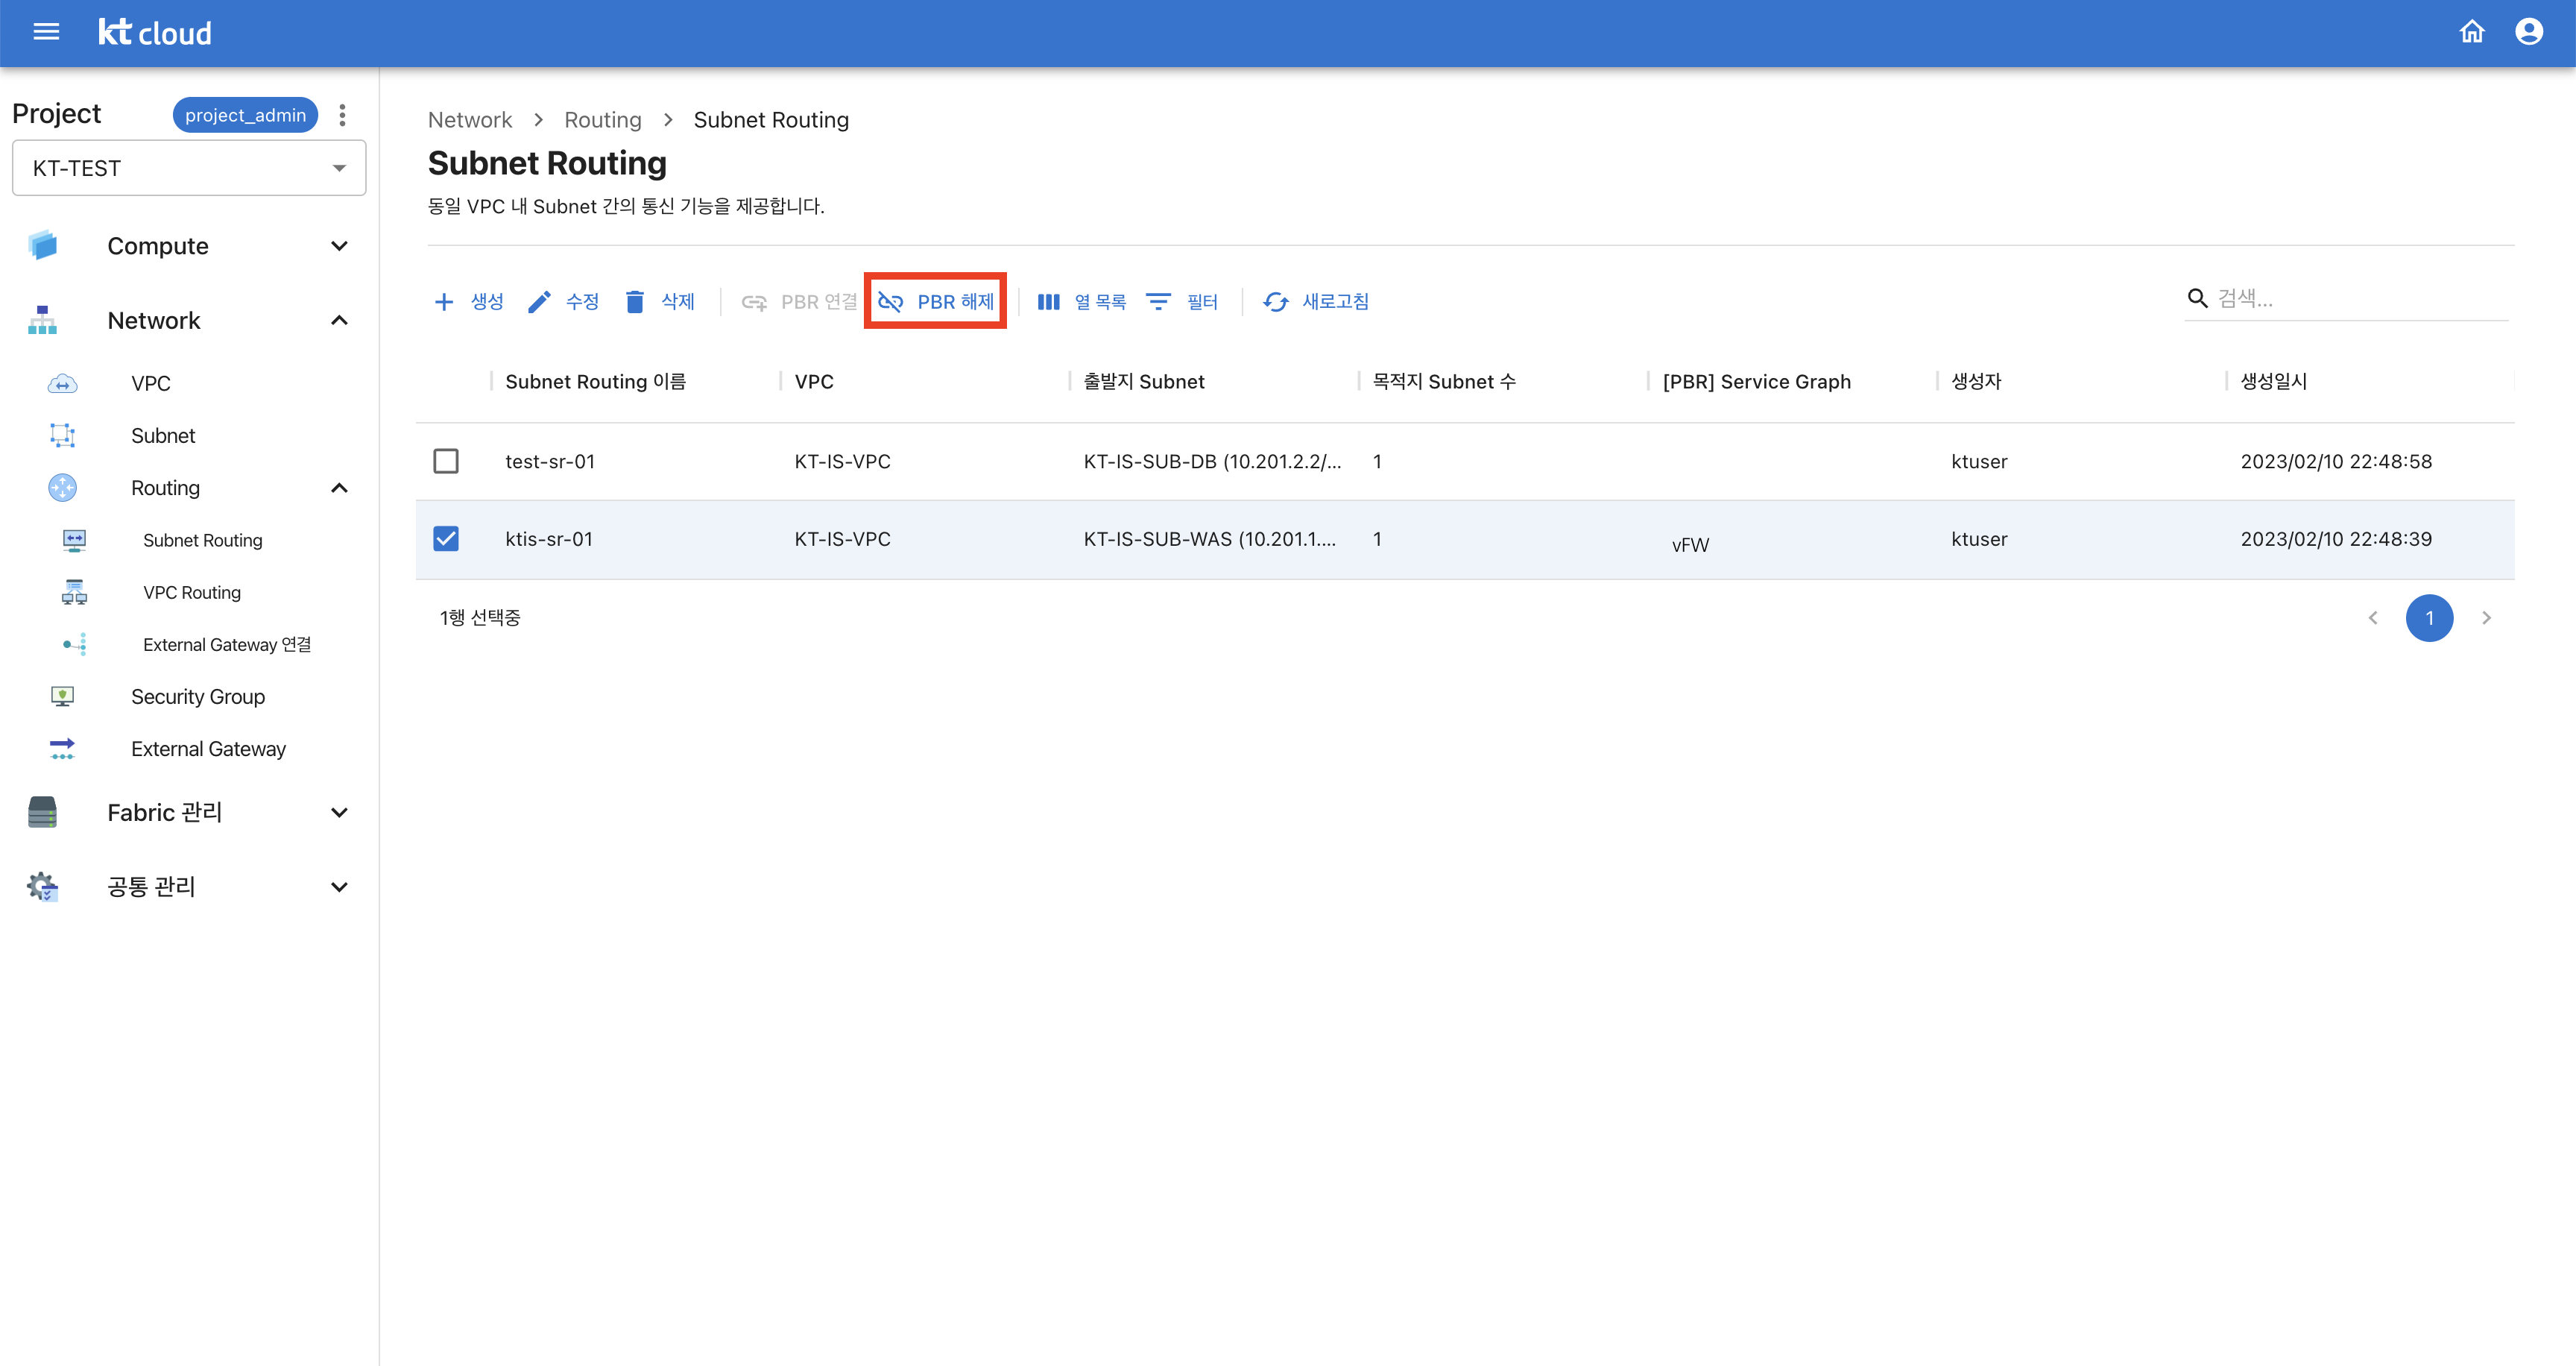 kt cloud
Project project_admin
KT-TEST
Compute
Network
VPC
Subnet
Routing
Subnet Routing
VPC Routing
External Gateway 연결
Security Group
External Gateway
Fabric 관리
공통 관리
Network > Routing > Subnet Routing
Subnet Routing
동일 VPC 내 Subnet 간의 통신 기능을 제공합니다.
생성 수정 삭제 PBR 연결 PBR 해제 열 목록 필터 새로고침 검색...
Subnet Routing 이름 VPC 출발지 Subnet 목적지 Subnet 수 [PBR] Service Graph 생성자 생성일시
test-sr-01 KT-IS-VPC KT-IS-SUB-DB (10.201.2.2/... 1 ktuser 2023/02/10 22:48:58
ktis-sr-01 KT-IS-VPC KT-IS-SUB-WAS (10.201.1.... 1 vFW ktuser 2023/02/10 22:48:39
1행 선택중 1